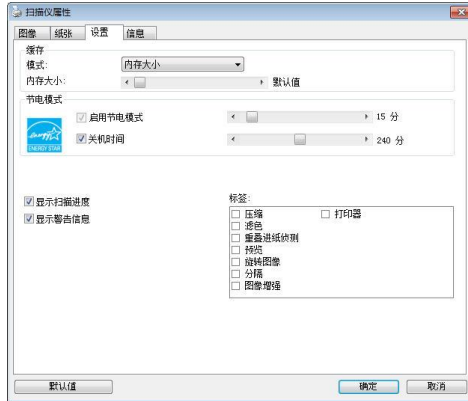 扫描仪属性
图像 纸张 设置 信息
缓存
模式: 内存大小
内存大小: 默认值
节电模式
启用节电模式 15 分
关机时间 240 分
ENERGY STAR
显示扫描进度
显示警告信息
标签:
压缩 打印器
滤色
重叠进纸侦测
预览
旋转图像
分隔
图像增强
默认值 确定 取消